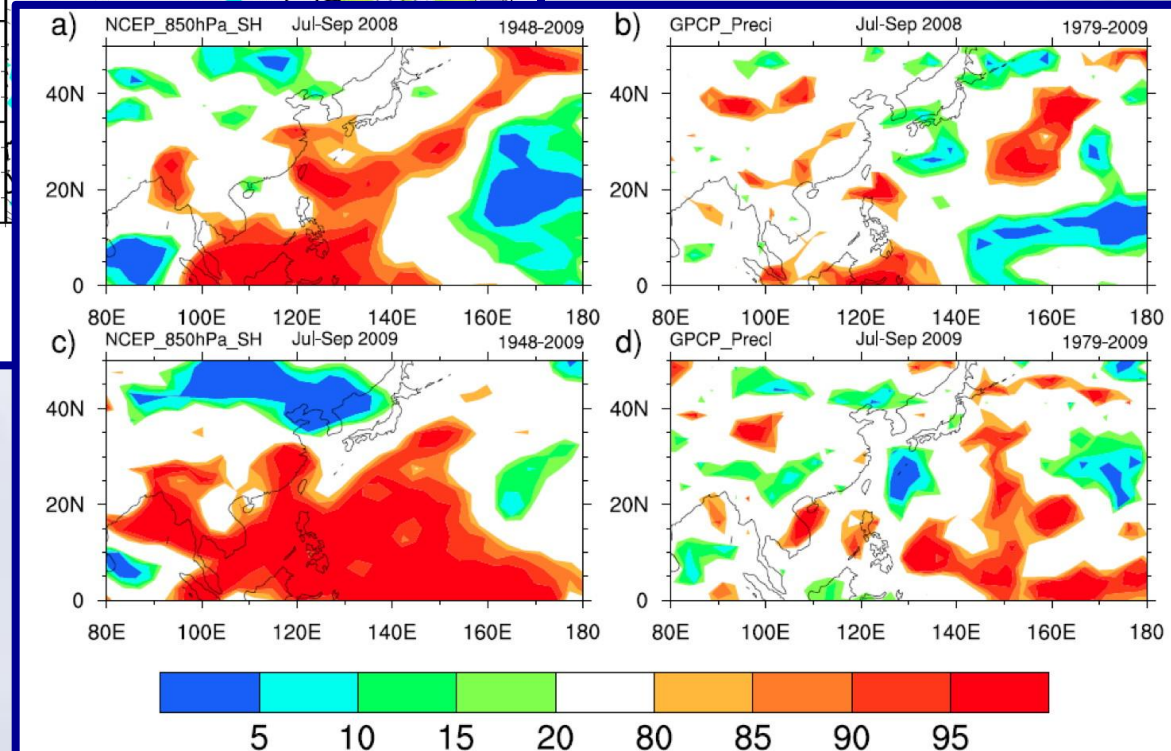 a) NCEP_850hPa_SH Jul-Sep 2008 1948-2009
b) GPCP_Preci Jul-Sep 2008 1979-2009
40N 40N
20N 20N
0 0
80E 100E 120E 140E 160E 180 80E 100E 120E 140E 160E 180
c) NCEP_850hPa_SH Jul-Sep 2009 1948-2009
d) GPCP_Preci Jul-Sep 2009 1979-2009
40N 40N
20N 20N
0 0
80E 100E 120E 140E 160E 180 80E 100E 120E 140E 160E 180
5 10 15 20 80 85 90 95